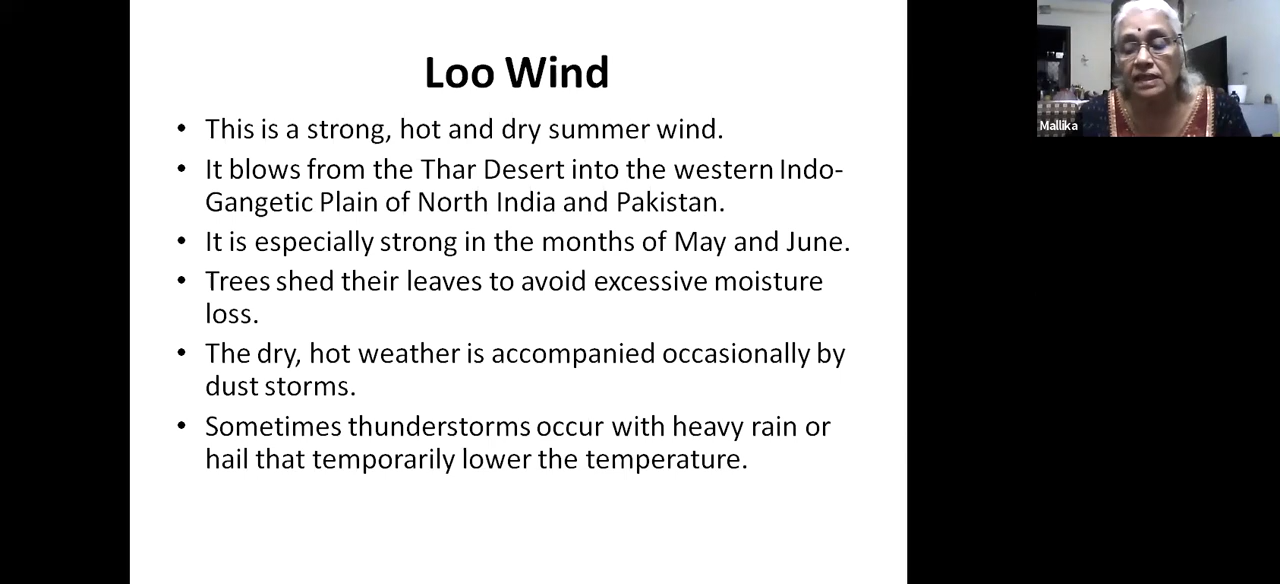 Loo Wind
• This is a strong, hot and dry summer wind.
• It blows from the Thar Desert into the western Indo-
Gangetic Plain of North India and Pakistan.
• It is especially strong in the months of May and June.
• Trees shed their leaves to avoid excessive moisture
loss.
• The dry, hot weather is accompanied occasionally by
dust storms.
• Sometimes thunderstorms occur with heavy rain or
hail that temporarily lower the temperature.
Mallika